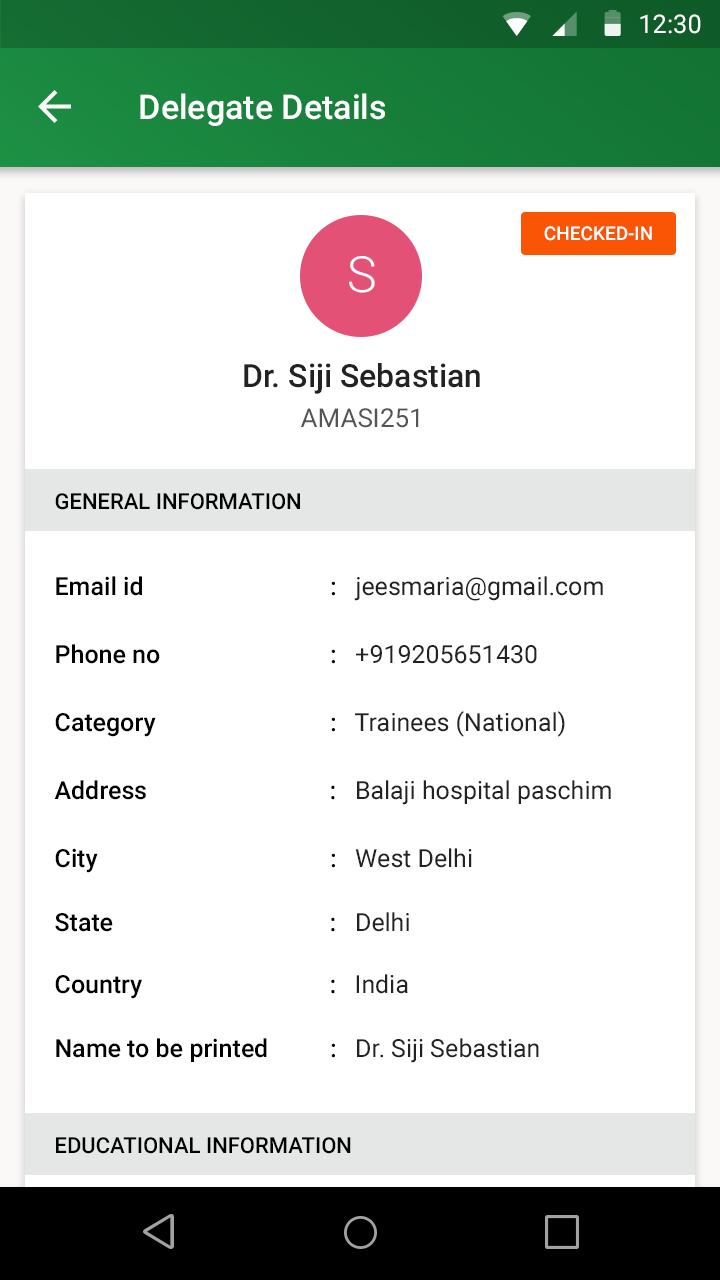 12:30
Delegate Details
CHECKED-IN
S
Dr. Siji Sebastian
AMASI251
GENERAL INFORMATION
Email id : jeesmaria@gmail.com
Phone no : +919205651430
Category : Trainees (National)
Address : Balaji hospital paschim
City : West Delhi
State : Delhi
Country : India
Name to be printed : Dr. Siji Sebastian
EDUCATIONAL INFORMATION